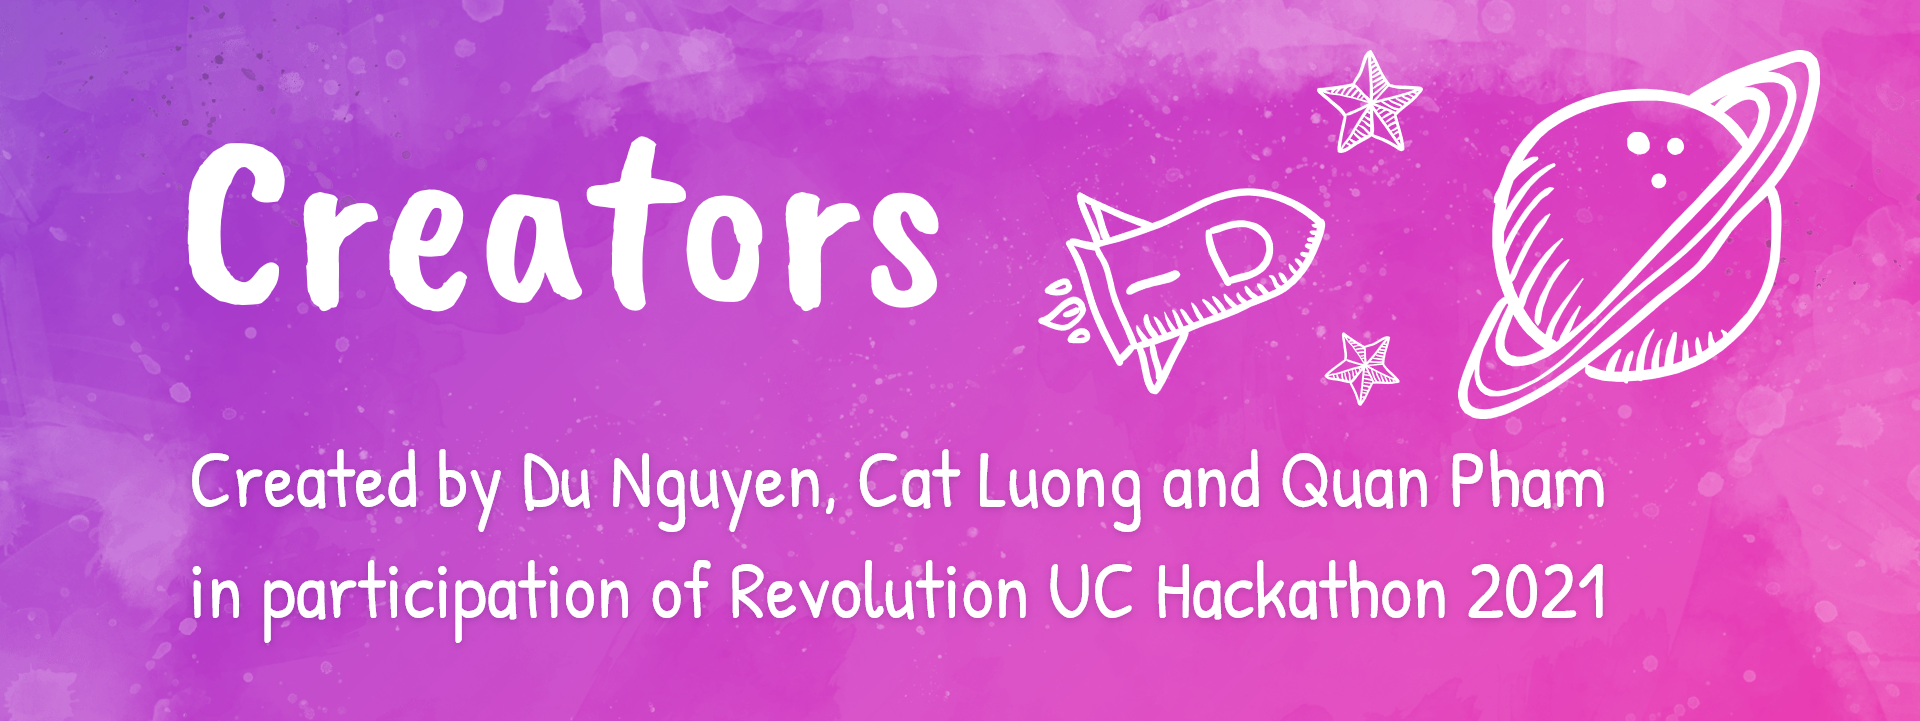 Creators
Created by Du Nguyen, Cat Luong and Quan Pham
in participation of Revolution UC Hackathon 2021